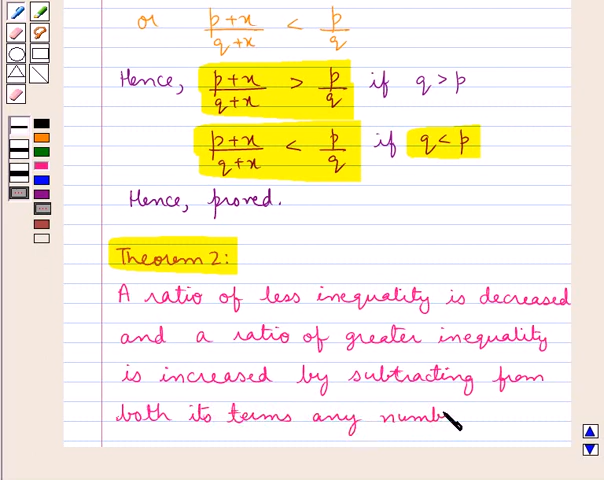 or p+x/q+x < p/q
Hence, p+x/q+x > p/q if q > p
p+x/q+x < p/q if q < p
Hence, proved.
Theorem 2:
A ratio of less inequality is decreased
and a ratio of greater inequality
is increased by subtracting from
both its terms any numb